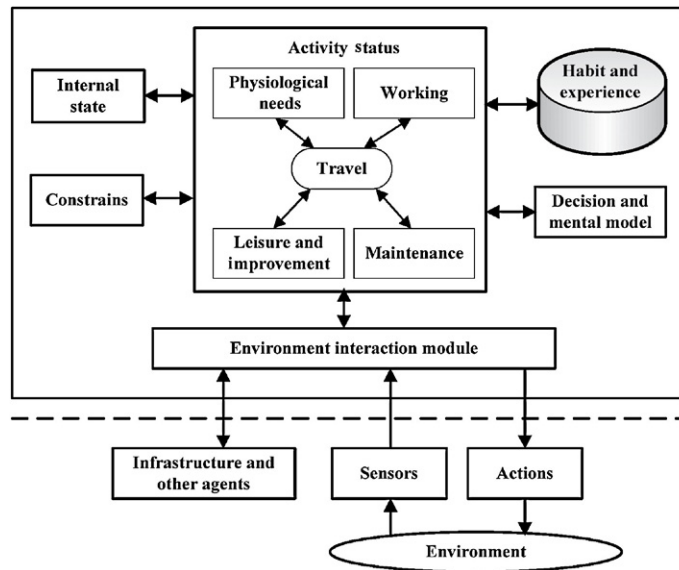 Activity status
Internal
state
Physiological
needs
Working
Habit and
experience
Travel
Constrains
Decision and
mental model
Leisure and
improvement
Maintenance
Environment interaction module
Infrastructure and
other agents
Sensors
Actions
Environment